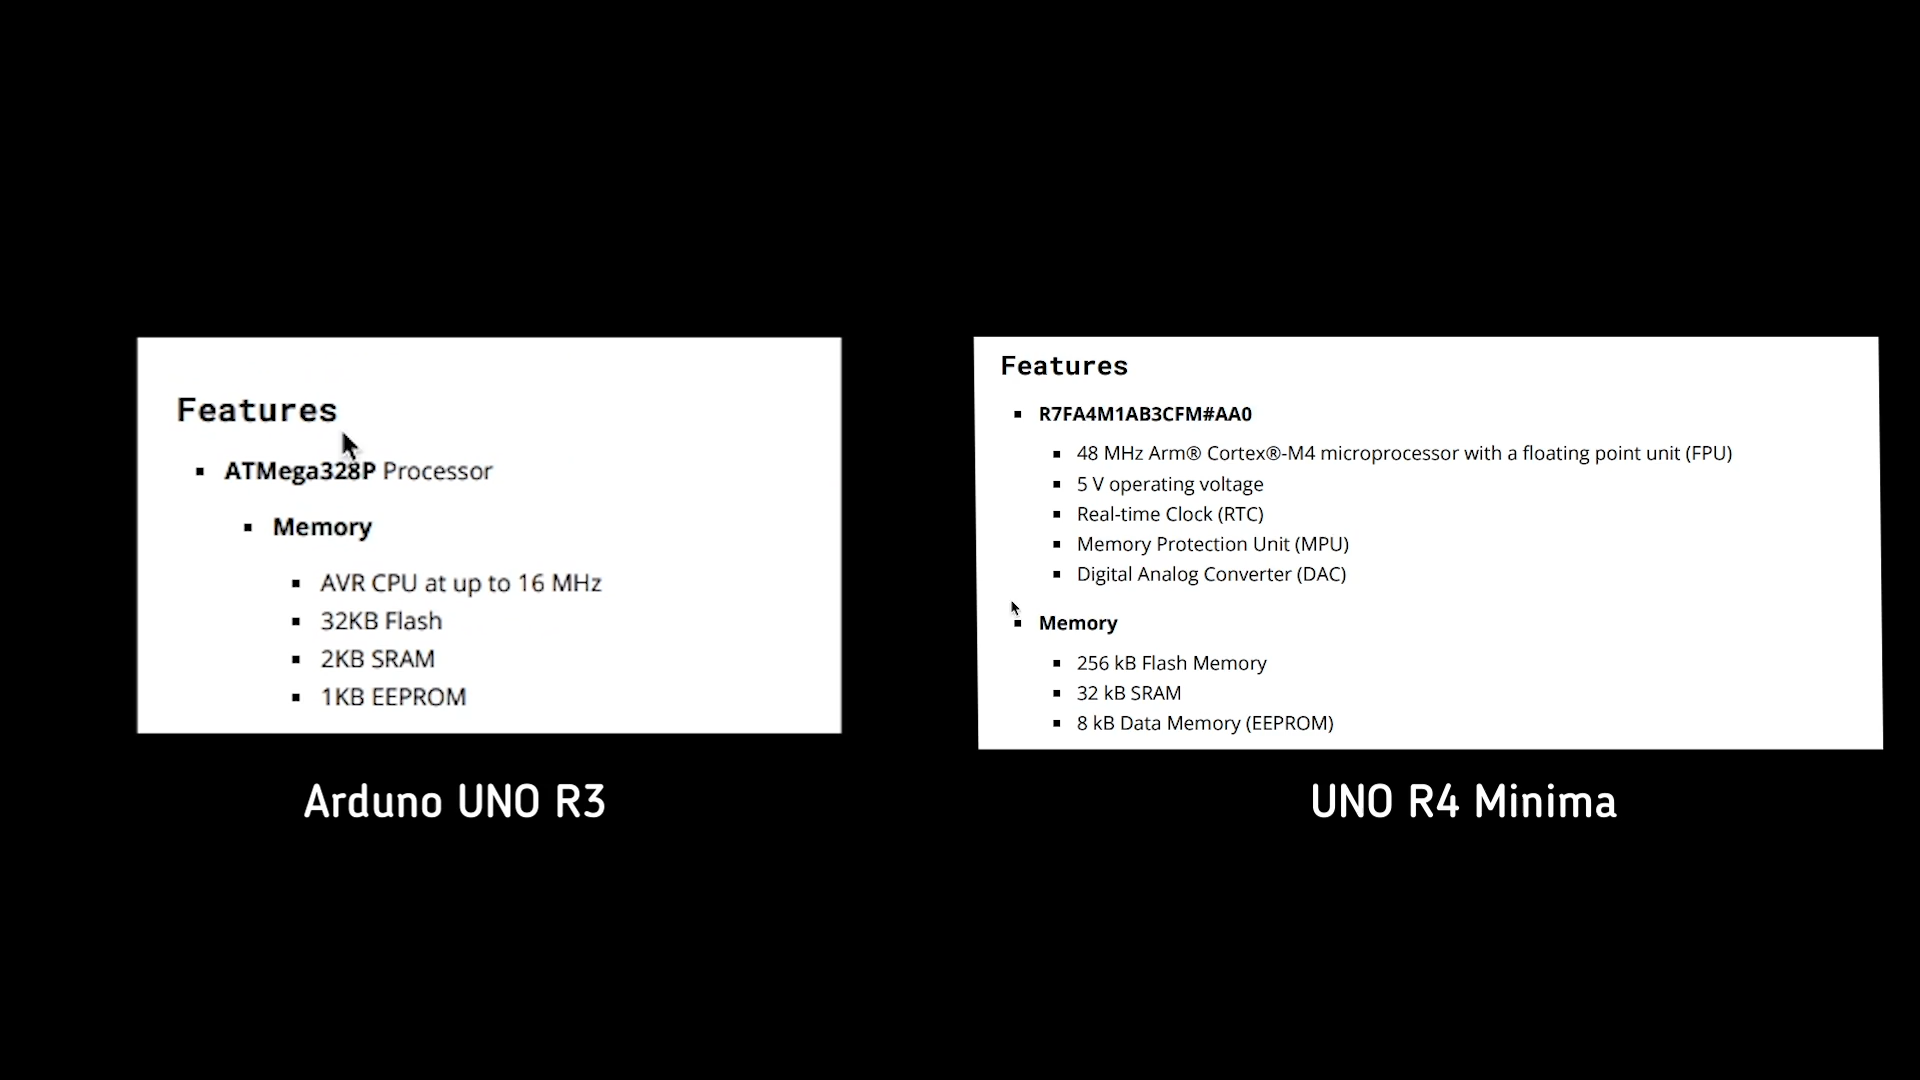 Features
ATMega328P Processor
Memory
AVR CPU at up to 16 MHz
32KB Flash
2KB SRAM
1KB EEPROM
Arduno UNO R3
Features
R7FA4M1AB3CFM#AA0
48 MHz Arm® Cortex®-M4 microprocessor with a floating point unit (FPU)
5 V operating voltage
Real-time Clock (RTC)
Memory Protection Unit (MPU)
Digital Analog Converter (DAC)
Memory
256 kB Flash Memory
32 kB SRAM
8 kB Data Memory (EEPROM)
UNO R4 Minima